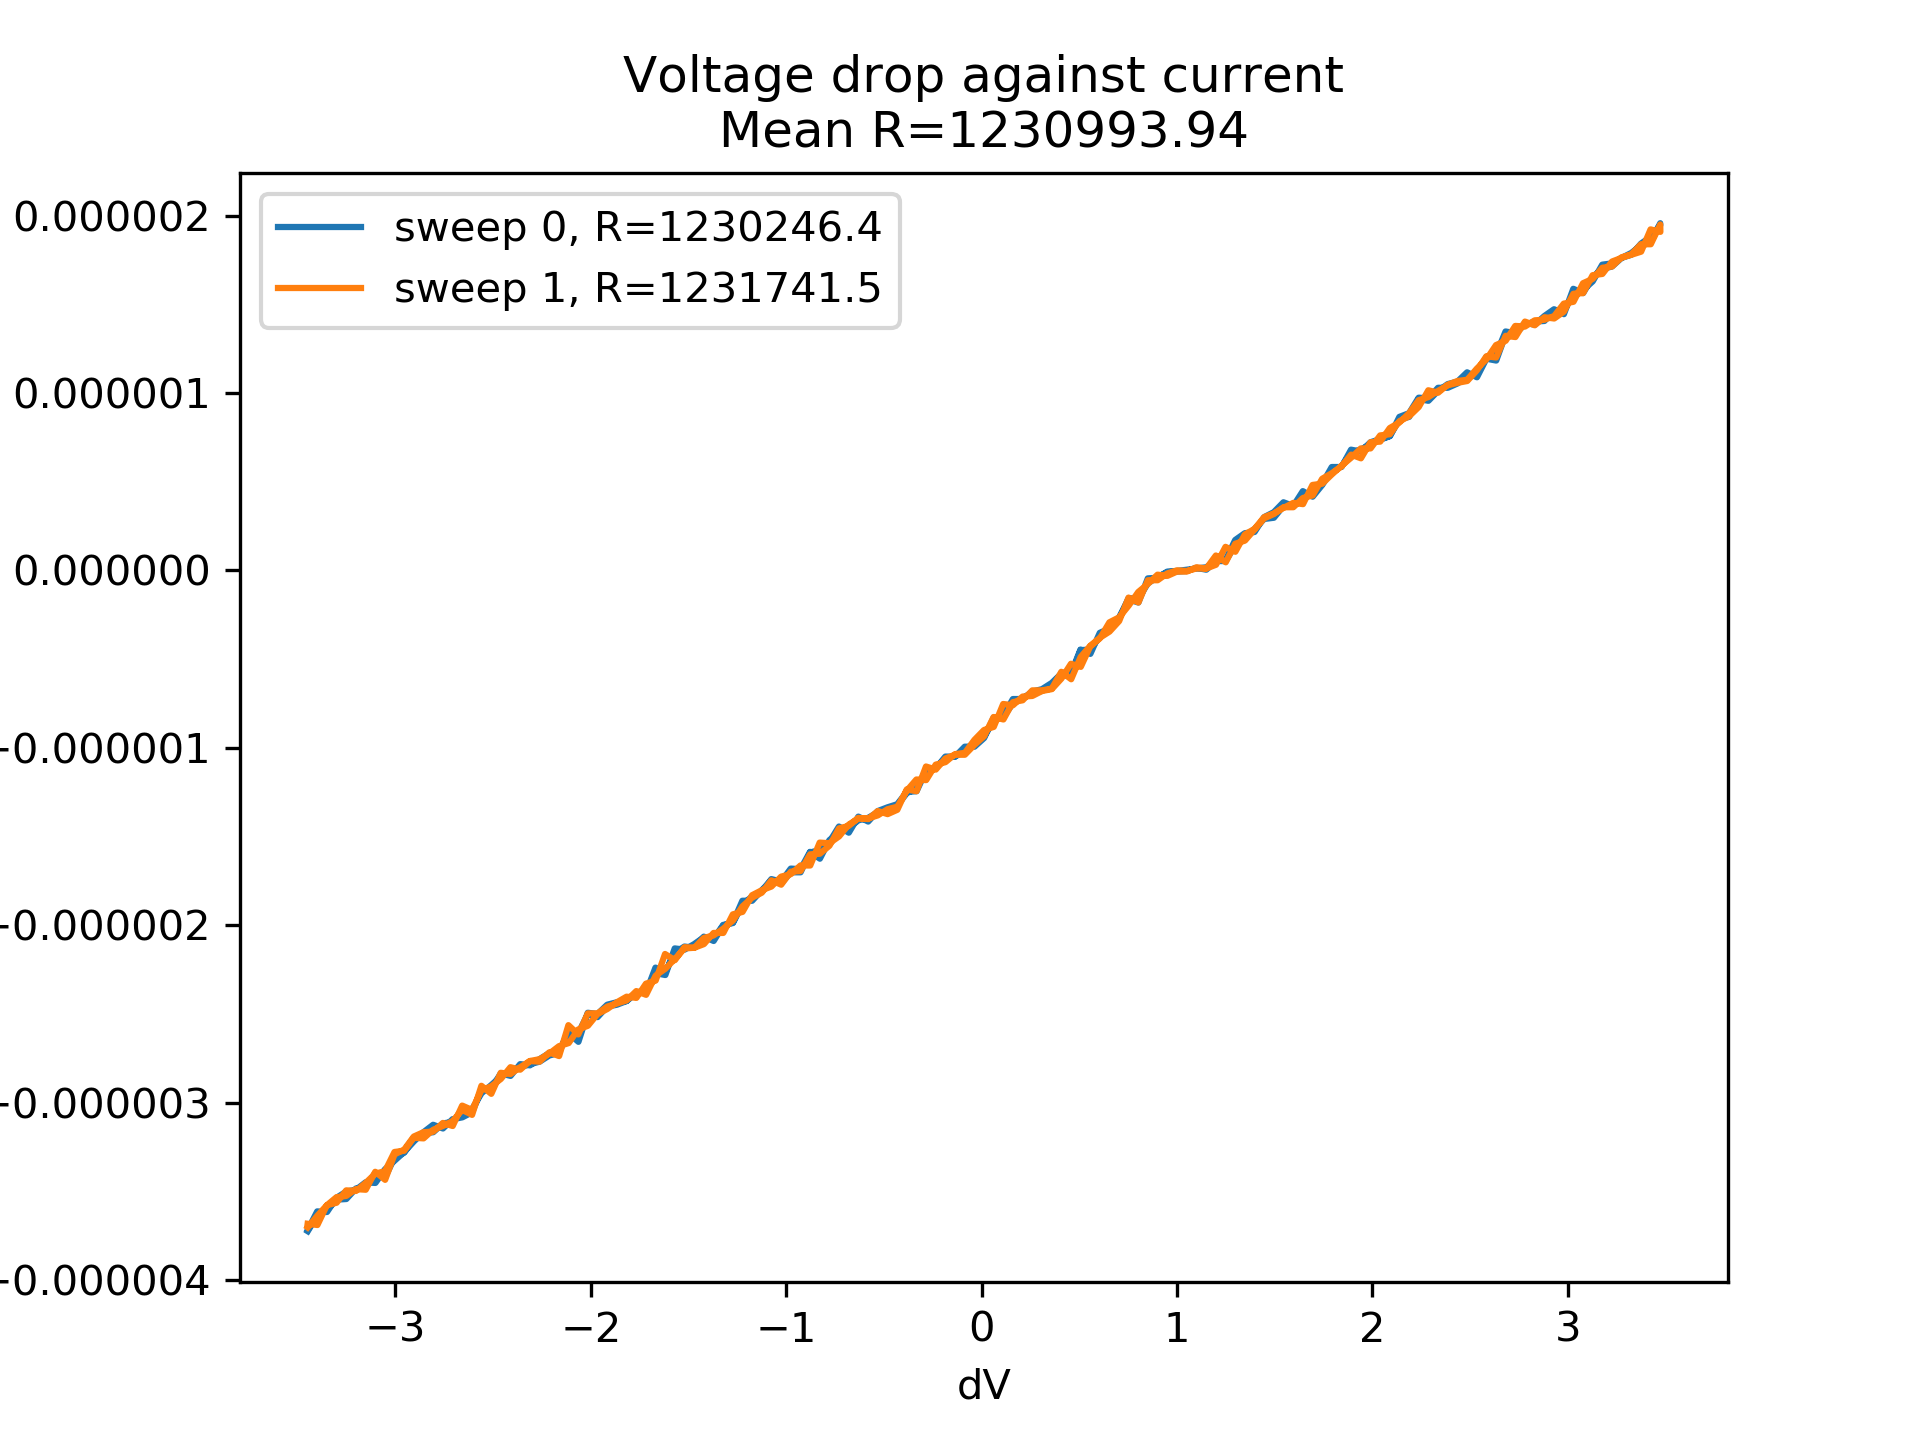 Voltage drop against current
Mean R=1230993.94
sweep 0, R=1230246.4
sweep 1, R=1231741.5
0.000002
0.000001
0.000000
-0.000001
-0.000002
-0.000003
-0.000004
−3
−2
−1
0
1
2
3
dV